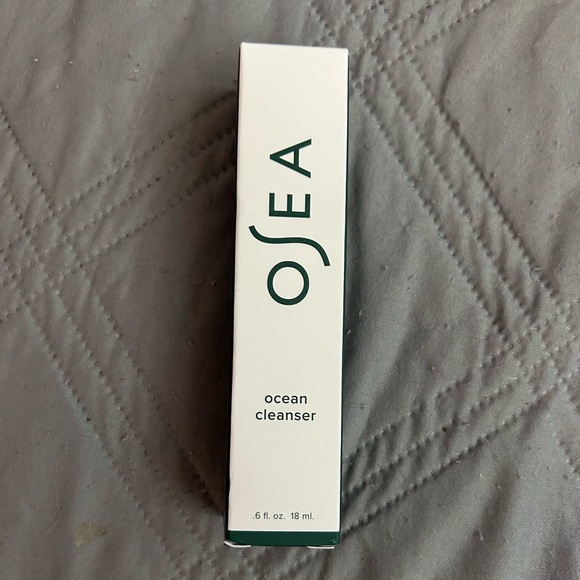 OSEA
ocean
cleanser
.6 fl. oz. 18 ml.